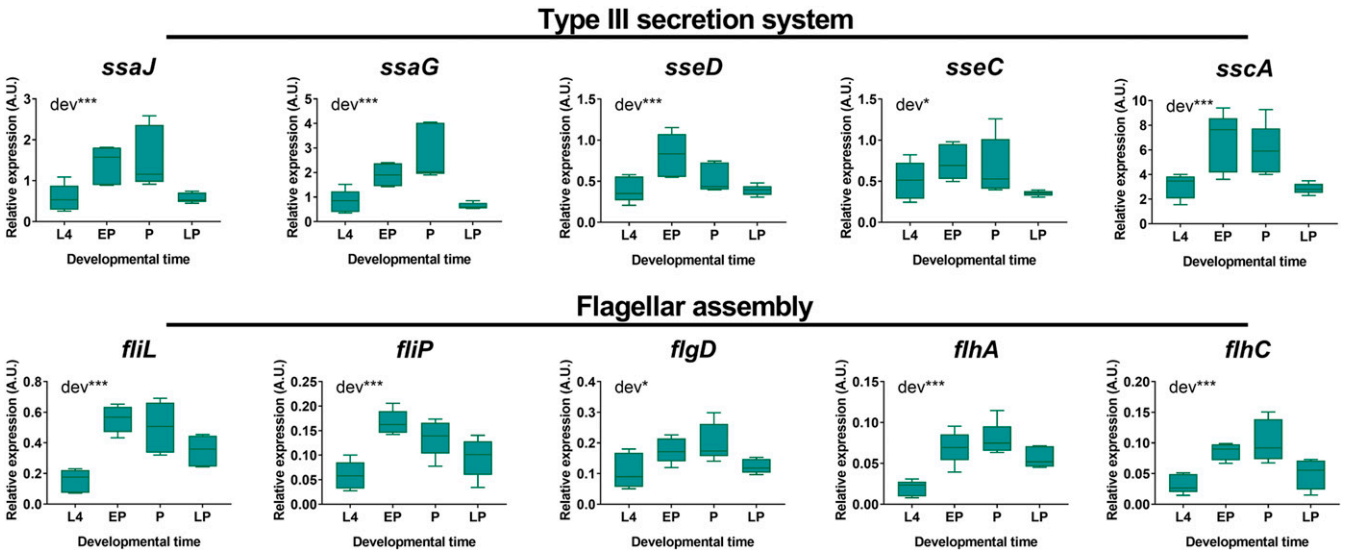 Type III secretion system
ssaJ
ssaG
sseD
sseC
sscA
Relative expression (A.U.)
3
2
1
0
dev***
L4 EP P LP
Developmental time
Relative expression (A.U.)
5
4
3
2
1
0
dev***
L4 EP P LP
Developmental time
Relative expression (A.U.)
1.5
1.0
0.5
0.0
dev***
L4 EP P LP
Developmental time
Relative expression (A.U.)
1.5
1.0
0.5
0.0
dev*
L4 EP P LP
Developmental time
Relative expression (A.U.)
10
8
6
4
2
0
dev***
L4 EP P LP
Developmental time
Flagellar assembly
fliL
fliP
flgD
flhA
flhC
Relative expression (A.U.)
0.8
0.6
0.4
0.2
0.0
dev***
L4 EP P LP
Developmental time
Relative expression (A.U.)
0.25
0.20
0.15
0.10
0.05
0.00
dev***
L4 EP P LP
Developmental time
Relative expression (A.U.)
0.4
0.3
0.2
0.1
0.0
dev*
L4 EP P LP
Developmental time
Relative expression (A.U.)
0.15
0.10
0.05
0.00
dev***
L4 EP P LP
Developmental time
Relative expression (A.U.)
0.20
0.15
0.10
0.05
0.00
dev***
L4 EP P LP
Developmental time